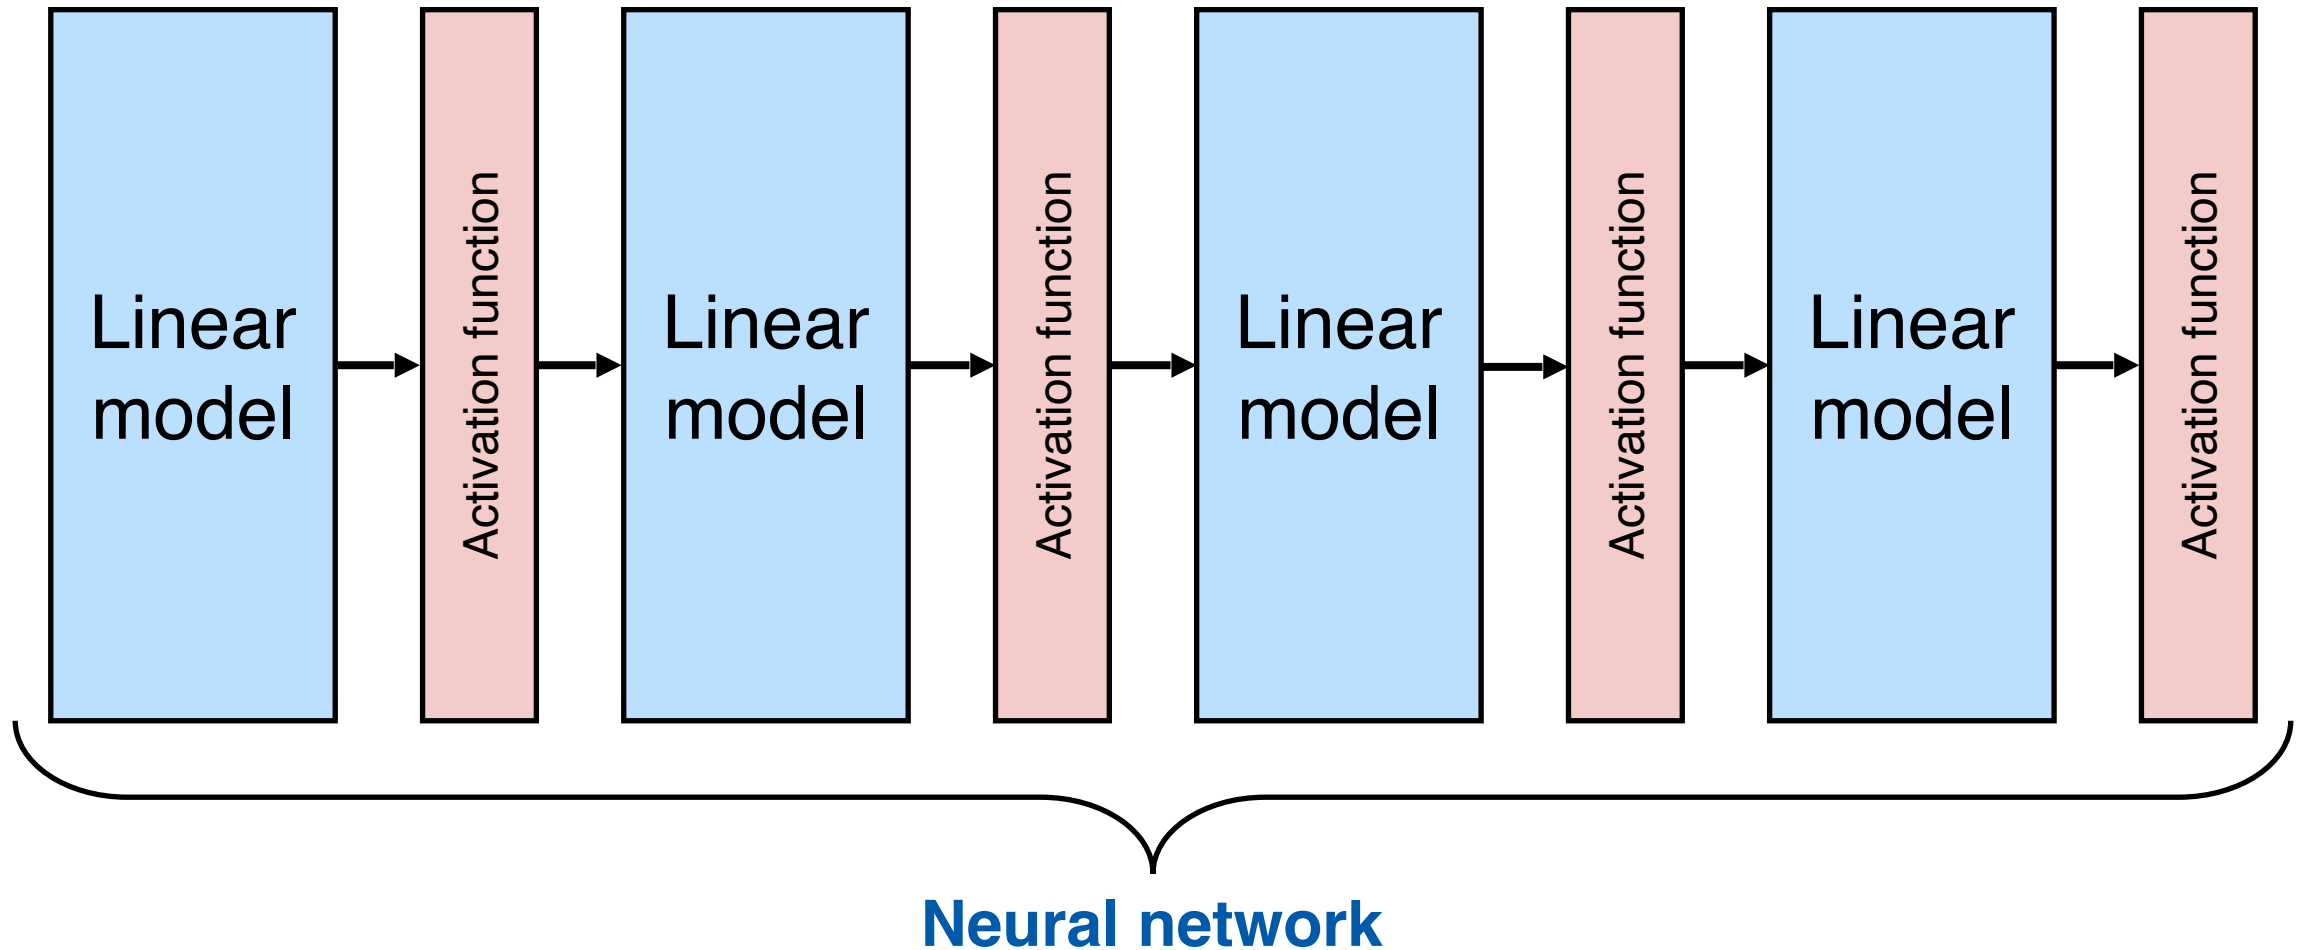 Linear
model
Activation function
Linear
model
Activation function
Linear
model
Activation function
Linear
model
Activation function
Neural network